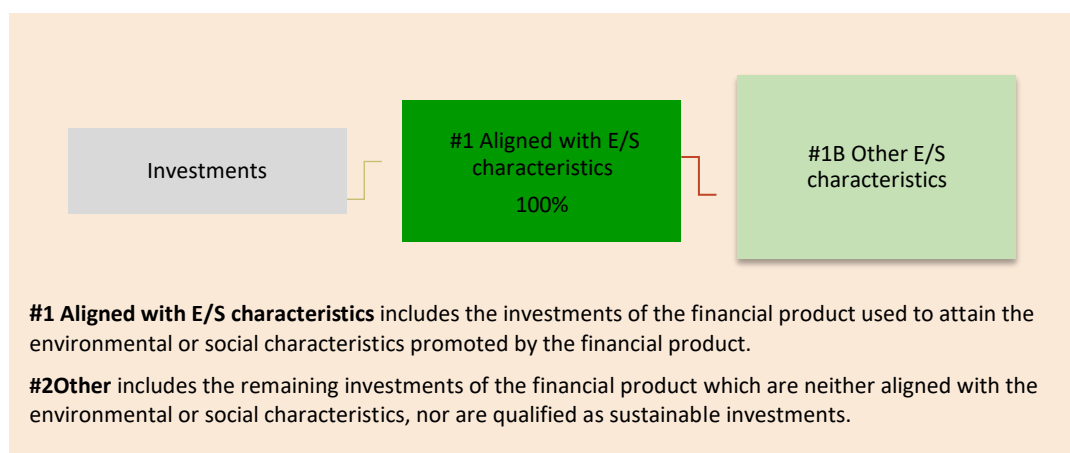 Investments
#1 Aligned with E/S
characteristics
100%
#1B Other E/S
characteristics
#1 Aligned with E/S characteristics includes the investments of the financial product used to attain the
environmental or social characteristics promoted by the financial product.
#2Other includes the remaining investments of the financial product which are neither aligned with the
environmental or social characteristics, nor are qualified as sustainable investments.